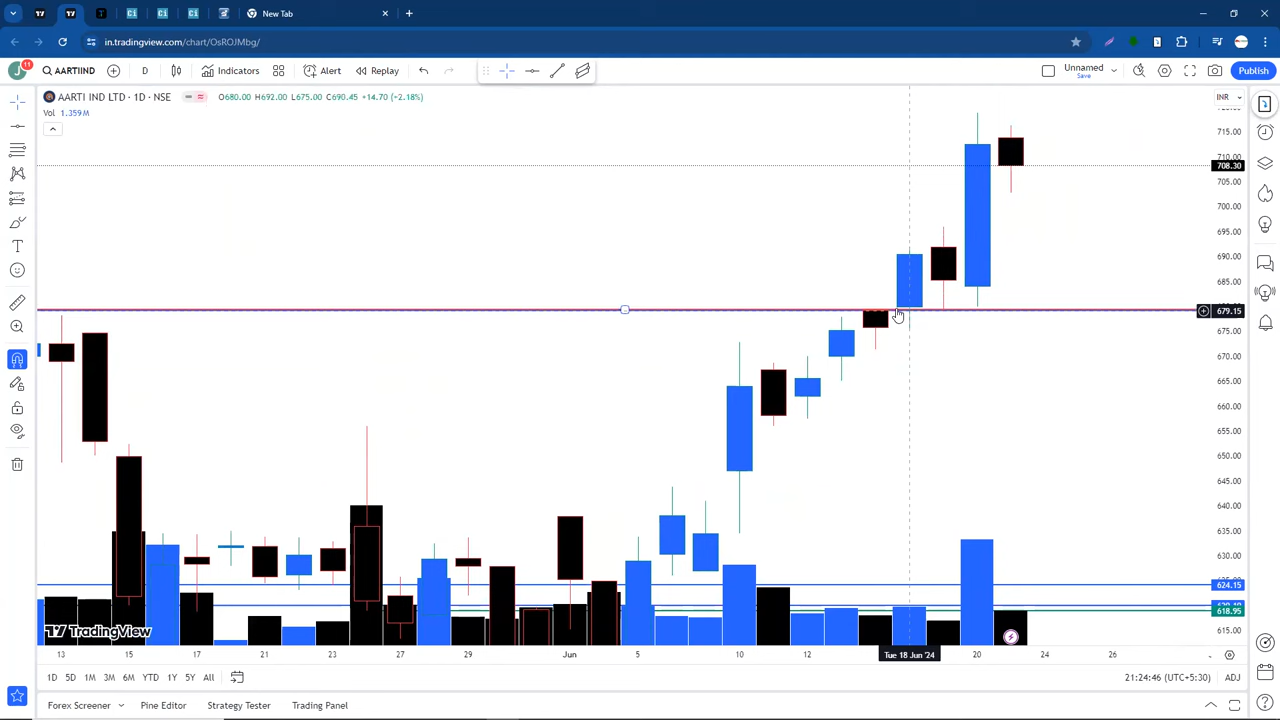 New Tab
in.tradingview.com/chart/OsROJMbg/
11
J
AARTIIND
D
Indicators
Alert
Replay
Unnamed
Save
Publish
AARTI IND LTD · 1D · NSE
O680.00 H692.00 L675.00 C690.45 +14.70 (+2.18%)
INR
Vol 1.359M
715.00
710.00
708.30
705.00
700.00
695.00
690.00
685.00
679.15
675.00
670.00
665.00
660.00
655.00
650.00
645.00
640.00
635.00
630.00
624.15
618.95
615.00
TradingView
13
15
17
21
23
27
29
Jun
5
10
12
Tue 18 Jun '24
20
24
26
1D
5D
1M
3M
6M
YTD
1Y
5Y
All
21:24:46 (UTC+5:30)
ADJ
Forex Screener
Pine Editor
Strategy Tester
Trading Panel